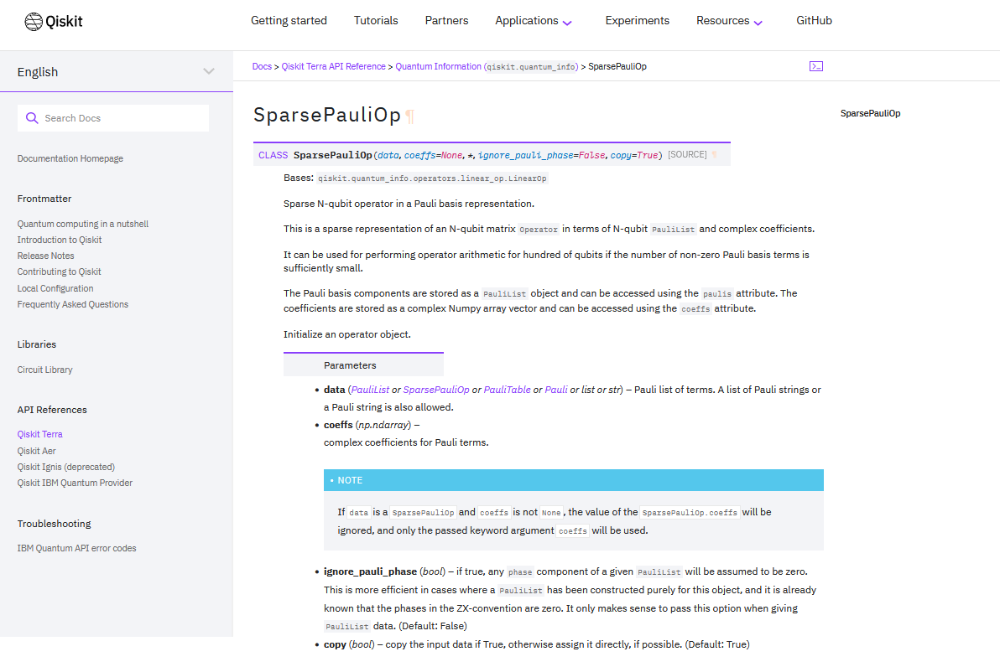 Qiskit
Getting started Tutorials Partners Applications Experiments Resources GitHub
English
Search Docs
Documentation Homepage
Frontmatter
Quantum computing in a nutshell
Introduction to Qiskit
Release Notes
Contributing to Qiskit
Local Configuration
Frequently Asked Questions
Libraries
Circuit Library
API References
Qiskit Terra
Qiskit Aer
Qiskit Ignis (deprecated)
Qiskit IBM Quantum Provider
Troubleshooting
IBM Quantum API error codes
Docs > Qiskit Terra API Reference > Quantum Information (qiskit.quantum_info) > SparsePauliOp
SparsePauliOp ¶
CLASS SparsePauliOp(data, coeffs=None, *, ignore_pauli_phase=False, copy=True) [SOURCE] ¶
Bases: qiskit.quantum_info.operators.linear_op.LinearOp
Sparse N-qubit operator in a Pauli basis representation.
This is a sparse representation of an N-qubit matrix Operator in terms of N-qubit PauliList and complex coefficients.
It can be used for performing operator arithmetic for hundred of qubits if the number of non-zero Pauli basis terms is
sufficiently small.
The Pauli basis components are stored as a PauliList object and can be accessed using the paulis attribute. The
coefficients are stored as a complex Numpy array vector and can be accessed using the coeffs attribute.
Initialize an operator object.
Parameters
• data (PauliList or SparsePauliOp or PauliTable or Pauli or list or str) – Pauli list of terms. A list of Pauli strings or
a Pauli string is also allowed.
• coeffs (np.ndarray) –
complex coefficients for Pauli terms.
• NOTE
If data is a SparsePauliOp and coeffs is not None, the value of the SparsePauliOp.coeffs will be
ignored, and only the passed keyword argument coeffs will be used.
• ignore_pauli_phase (bool) – if true, any phase component of a given PauliList will be assumed to be zero.
This is more efficient in cases where a PauliList has been constructed purely for this object, and it is already
known that the phases in the ZX-convention are zero. It only makes sense to pass this option when giving
PauliList data. (Default: False)
• copy (bool) – copy the input data if True, otherwise assign it directly, if possible. (Default: True)
SparsePauliOp